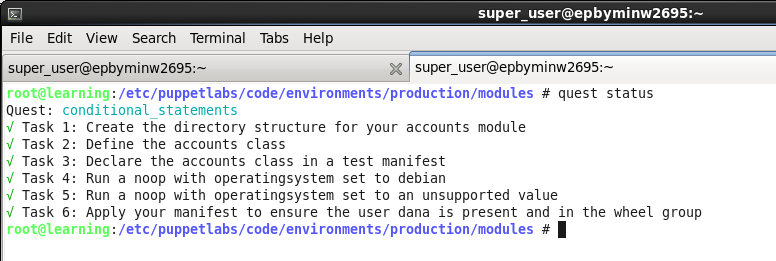 super_user@epbyminw2695:~
File Edit View Search Terminal Tabs Help
super_user@epbyminw2695:~ super_user@epbyminw2695:~
root@learning:/etc/puppetlabs/code/environments/production/modules # quest status
Quest: conditional_statements
√ Task 1: Create the directory structure for your accounts module
√ Task 2: Define the accounts class
√ Task 3: Declare the accounts class in a test manifest
√ Task 4: Run a noop with operatingsystem set to debian
√ Task 5: Run a noop with operatingsystem set to an unsupported value
√ Task 6: Apply your manifest to ensure the user dana is present and in the wheel group
root@learning:/etc/puppetlabs/code/environments/production/modules #